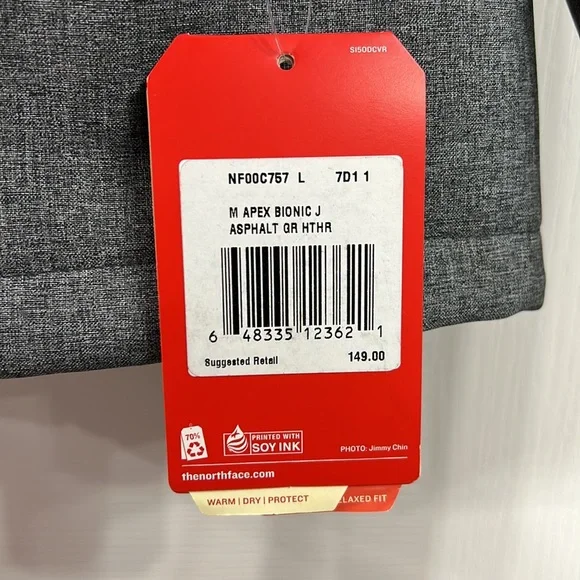 SI50DCVR
NF00C757 L 7D1 1
M APEX BIONIC J
ASPHALT GR HTHR
6 48335 12362 1
Suggested Retail 149.00
70%
PRINTED WITH
SOY INK
PHOTO: Jimmy Chin
thenorthface.com
WARM | DRY | PROTECT
ELAXED FIT